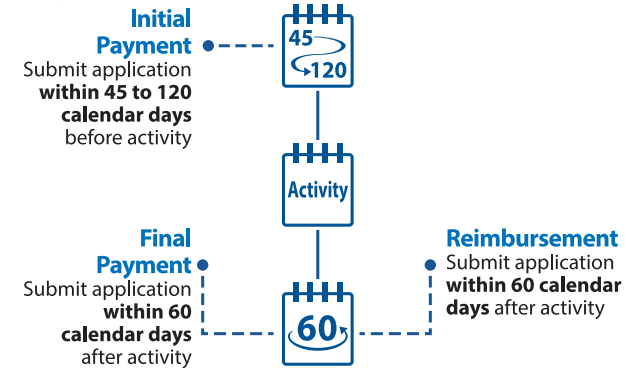 Initial
Payment
Submit application
within 45 to 120
calendar days
before activity
45
120
Activity
Final
Payment
Submit application
within 60
calendar days
after activity
60
Reimbursement
Submit application
within 60 calendar
days after activity